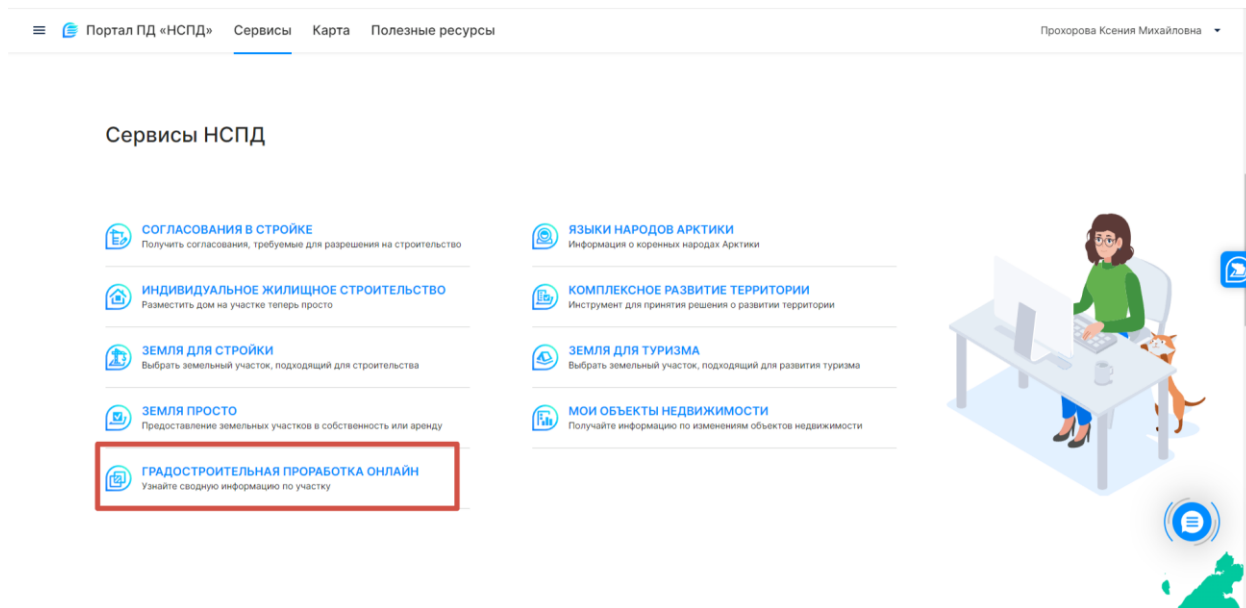 Портал ПД «НСПД» Сервисы Карта Полезные ресурсы Прохорова Ксения Михайловна
Сервисы НСПД
СОГЛАСОВАНИЯ В СТРОЙКЕ
Получить согласования, требуемые для разрешения на строительство
ИНДИВИДУАЛЬНОЕ ЖИЛИЩНОЕ СТРОИТЕЛЬСТВО
Разместить дом на участке теперь просто
ЗЕМЛЯ ДЛЯ СТРОЙКИ
Выбрать земельный участок, подходящий для строительства
ЗЕМЛЯ ПРОСТО
Предоставление земельных участков в собственность или аренду
ГРАДОСТРОИТЕЛЬНАЯ ПРОРАБОТКА ОНЛАЙН
Узнайте сводную информацию по участку
ЯЗЫКИ НАРОДОВ АРКТИКИ
Информация о коренных народах Арктики
КОМПЛЕКСНОЕ РАЗВИТИЕ ТЕРРИТОРИИ
Инструмент для принятия решения о развитии территории
ЗЕМЛЯ ДЛЯ ТУРИЗМА
Выбрать земельный участок, подходящий для развития туризма
МОИ ОБЪЕКТЫ НЕДВИЖИМОСТИ
Получайте информацию по изменениям объектов недвижимости